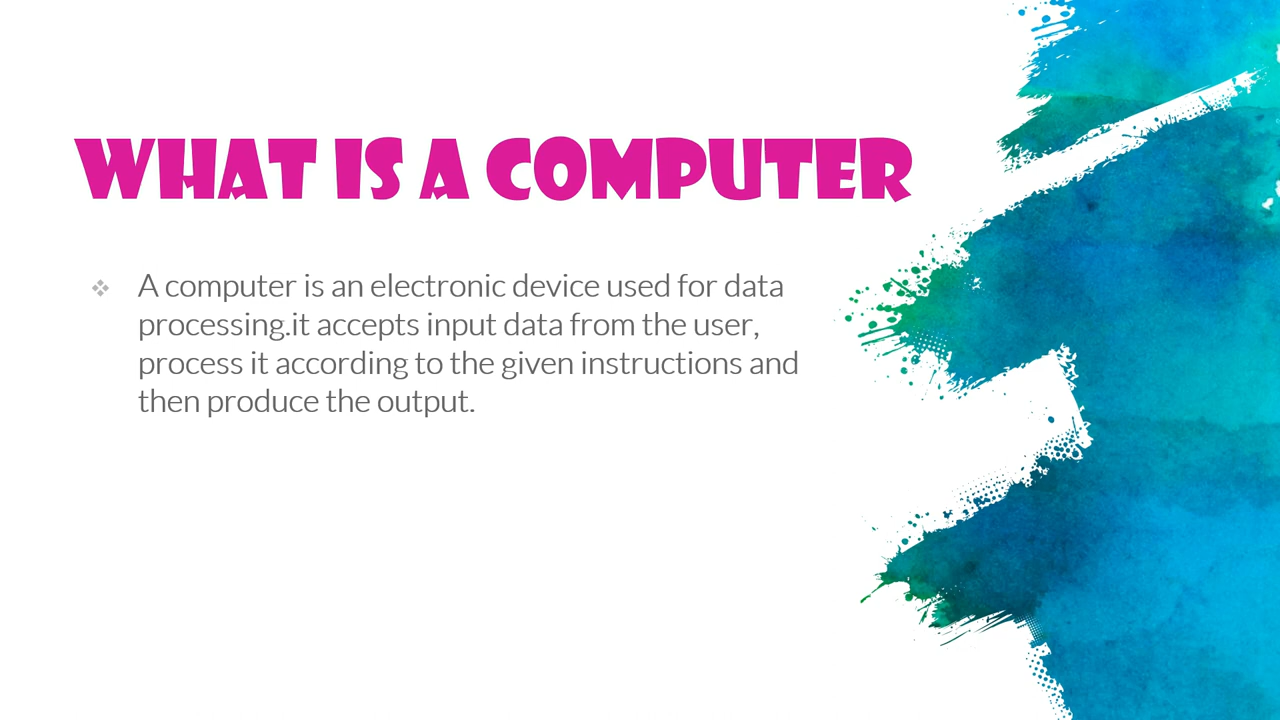 WHAT IS A COMPUTER
A computer is an electronic device used for data
processing.it accepts input data from the user,
process it according to the given instructions and
then produce the output.